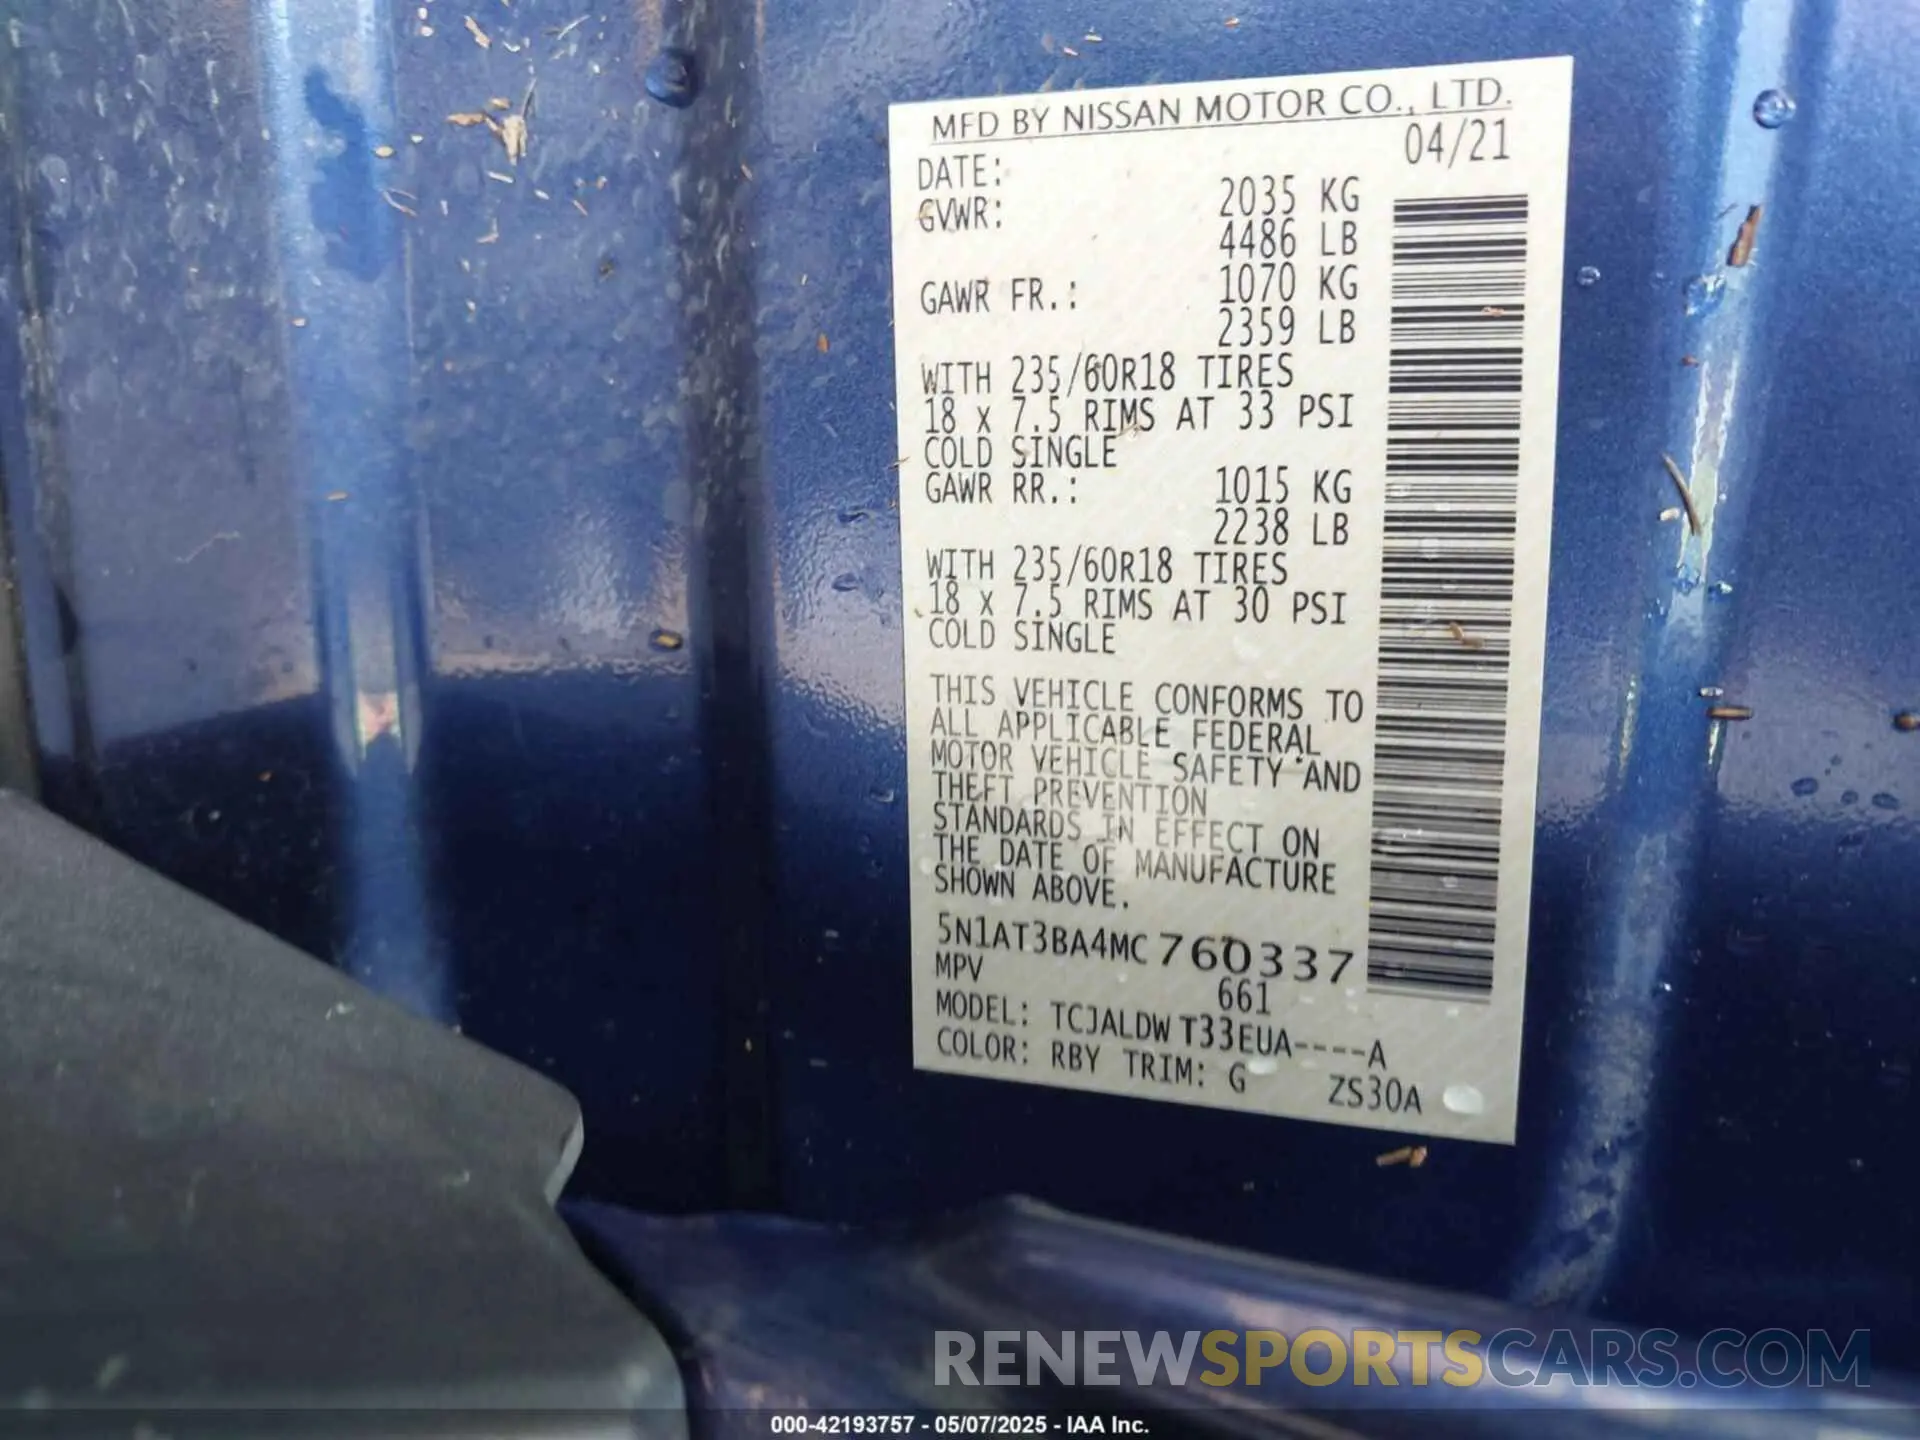 MFD BY NISSAN MOTOR CO., LTD.
DATE: 04/21
GVWR: 2035 KG
4486 LB
GAWR FR.: 1070 KG
2359 LB
WITH 235/60R18 TIRES
18 x 7.5 RIMS AT 33 PSI
COLD SINGLE
GAWR RR.: 1015 KG
2238 LB
WITH 235/60R18 TIRES
18 x 7.5 RIMS AT 30 PSI
COLD SINGLE
THIS VEHICLE CONFORMS TO
ALL APPLICABLE FEDERAL
MOTOR VEHICLE SAFETY AND
THEFT PREVENTION
STANDARDS IN EFFECT ON
THE DATE OF MANUFACTURE
SHOWN ABOVE.
5N1AT3BA4MC760337
MPV 661
MODEL: TCJALDWT33EUA----A
COLOR: RBY TRIM: G ZS30A
RENEWSPORTSCARS.COM
000-42193757 - 05/07/2025 - IAA Inc.